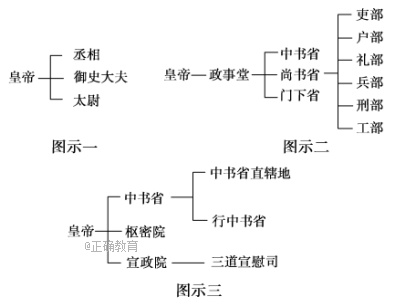 皇帝
丞相
御史大夫
太尉
图示一
皇帝
政事堂
中书省
尚书省
门下省
吏部
户部
礼部
兵部
刑部
工部
图示二
皇帝
中书省
枢密院
宣政院
中书省直辖地
行中书省
三道宣慰司
@正确教育
图示三